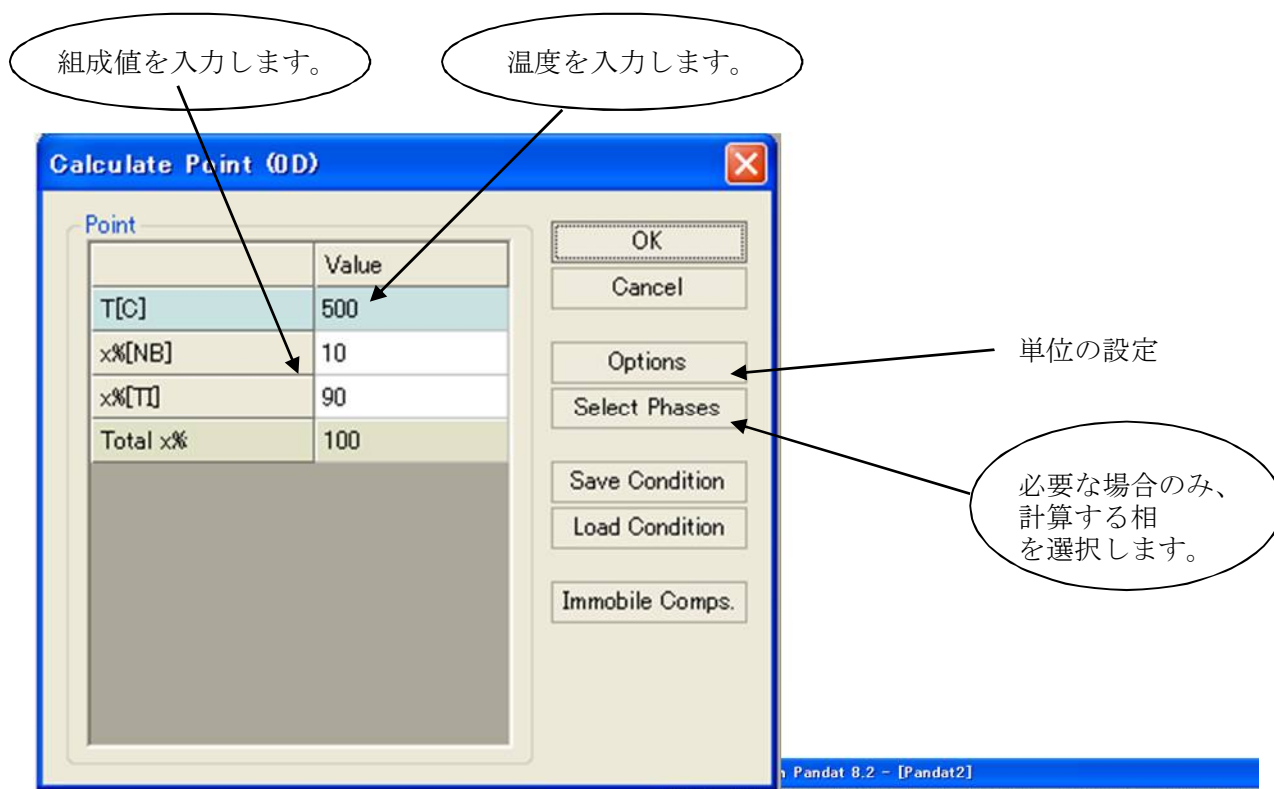 組成値を入力します。
温度を入力します。
Calculate Point (0D)
Point
Value
T[C] 500
x%[NB] 10
x%[TI] 90
Total x% 100
OK
Cancel
Options
Select Phases
Save Condition
Load Condition
Immobile Comps.
単位の設定
必要な場合のみ、
計算する相
を選択します。
Pandat 8.2 - [Pandat2]